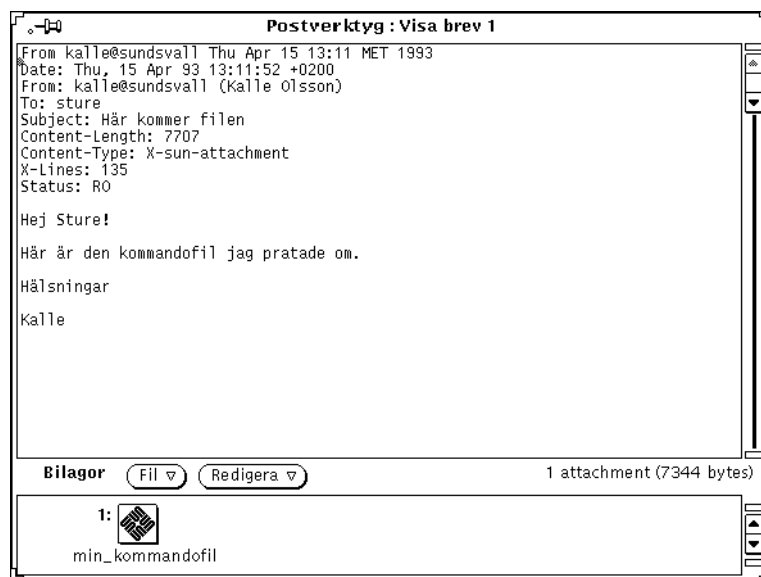 Postverktyg : Visa brev 1
From kalle@sundsvall Thu Apr 15 13:11 MET 1993
Date: Thu, 15 Apr 93 13:11:52 +0200
From: kalle@sundsvall (Kalle Olsson)
To: sture
Subject: Här kommer filen
Content-Length: 7707
Content-Type: X-sun-attachment
X-Lines: 135
Status: RO
Hej Sture!
Här är den kommandofil jag pratade om.
Hälsningar
Kalle
Bilagor Fil Redigera 1 attachment (7344 bytes)
1:
min_kommandofil